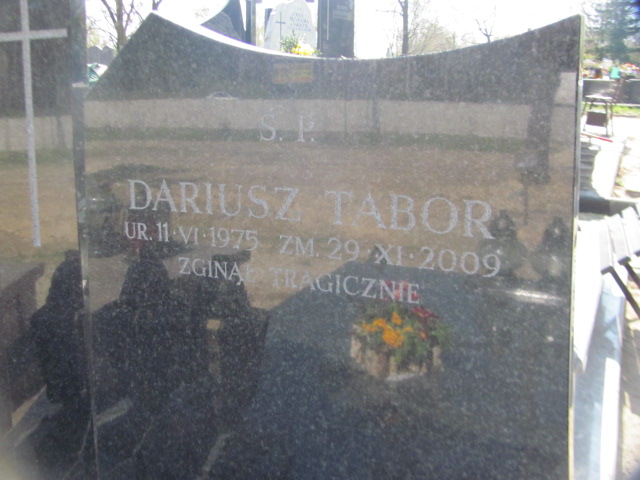 Ś. P.
DARIUSZ TABOR
UR. 11·VI·1975 ZM. 29·XI·2009
ZGINĄŁ TRAGICZNIE